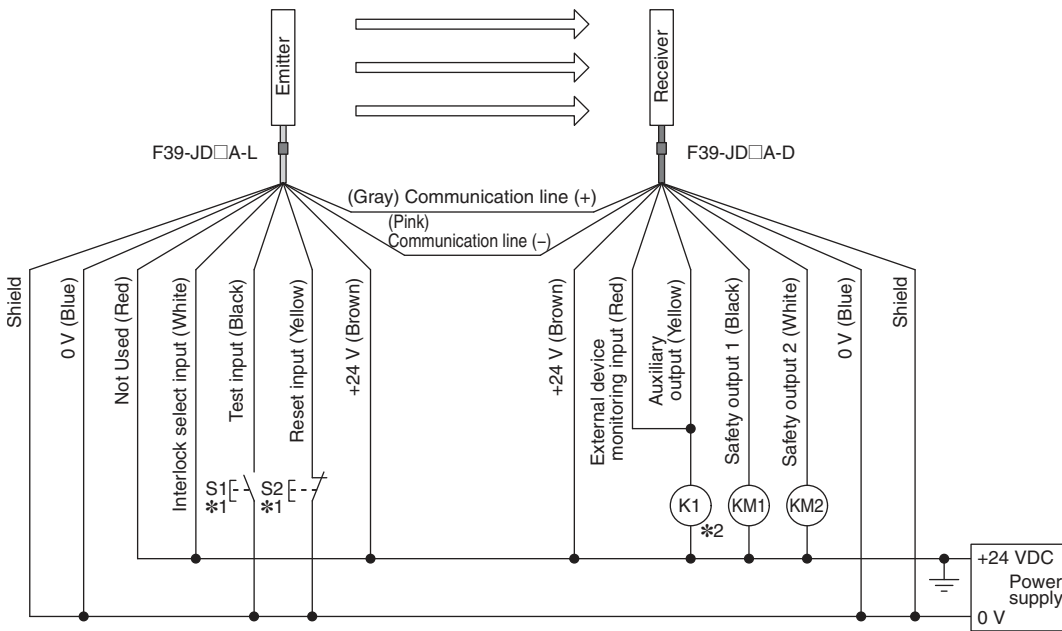 Emitter
Receiver
F39-JD□A-L
F39-JD□A-D
(Gray) Communication line (+)
(Pink)
Communication line (−)
Shield
0 V (Blue)
Not Used (Red)
Interlock select input (White)
Test input (Black)
Reset input (Yellow)
+24 V (Brown)
+24 V (Brown)
External device
monitoring input (Red)
Auxiliary
output (Yellow)
Safety output 1 (Black)
Safety output 2 (White)
0 V (Blue)
Shield
S1
*1
S2
*1
K1
*2
KM1
KM2
+24 VDC
Power
supply
0 V